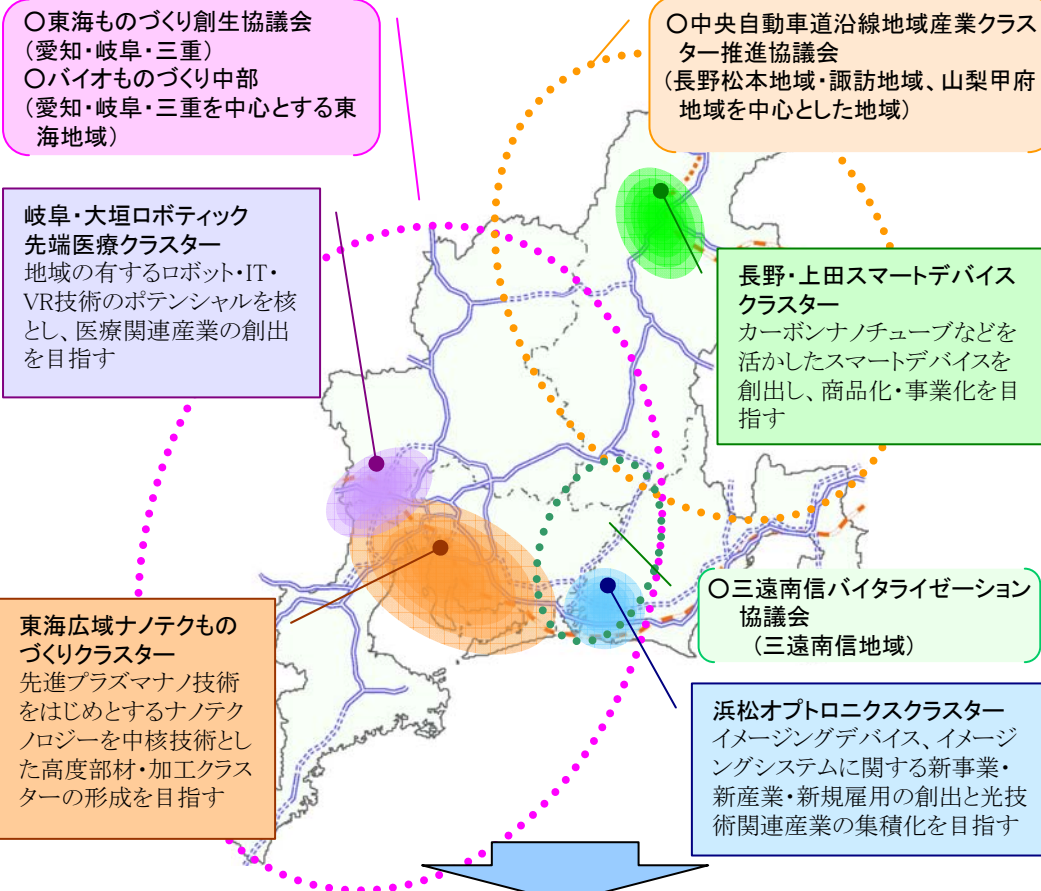 ○東海ものづくり創生協議会
(愛知・岐阜・三重)
○バイオものづくり中部
(愛知・岐阜・三重を中心とする東
海地域)
○中央自動車道沿線地域産業クラス
ター推進協議会
(長野松本地域・諏訪地域、山梨甲府
地域を中心とした地域)
岐阜・大垣ロボティック
先端医療クラスター
地域の有するロボット・IT・
VR技術のポテンシャルを核
とし、医療関連産業の創出
を目指す
長野・上田スマートデバイス
クラスター
カーボンナノチューブなどを
活かしたスマートデバイスを
創出し、商品化・事業化を目
指す
○三遠南信バイタライゼーション
協議会
(三遠南信地域)
東海広域ナノテクもの
づくりクラスター
先進プラズマナノ技術
をはじめとするナノテク
ノロジーを中核技術とし
た高度部材・加工クラス
ターの形成を目指す
浜松オプトロニクスクラスター
イメージングデバイス、イメージ
ングシステムに関する新事業・
新産業・新規雇用の創出と光技
術関連産業の集積化を目指す